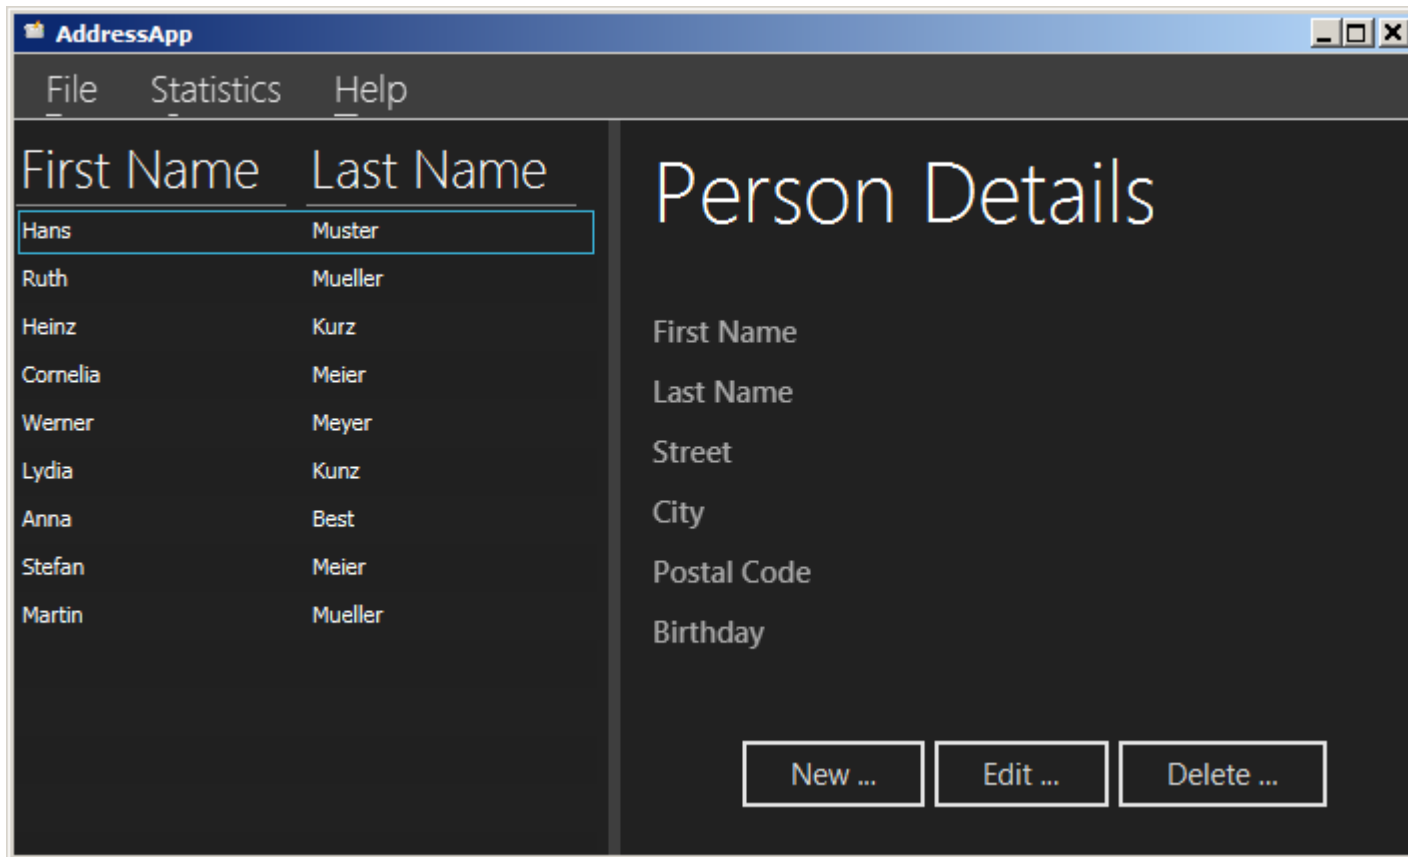 AddressApp
File Statistics Help
First Name Last Name
Hans Muster
Ruth Mueller
Heinz Kurz
Cornelia Meier
Werner Meyer
Lydia Kunz
Anna Best
Stefan Meier
Martin Mueller
Person Details
First Name
Last Name
Street
City
Postal Code
Birthday
New ... Edit ... Delete ...